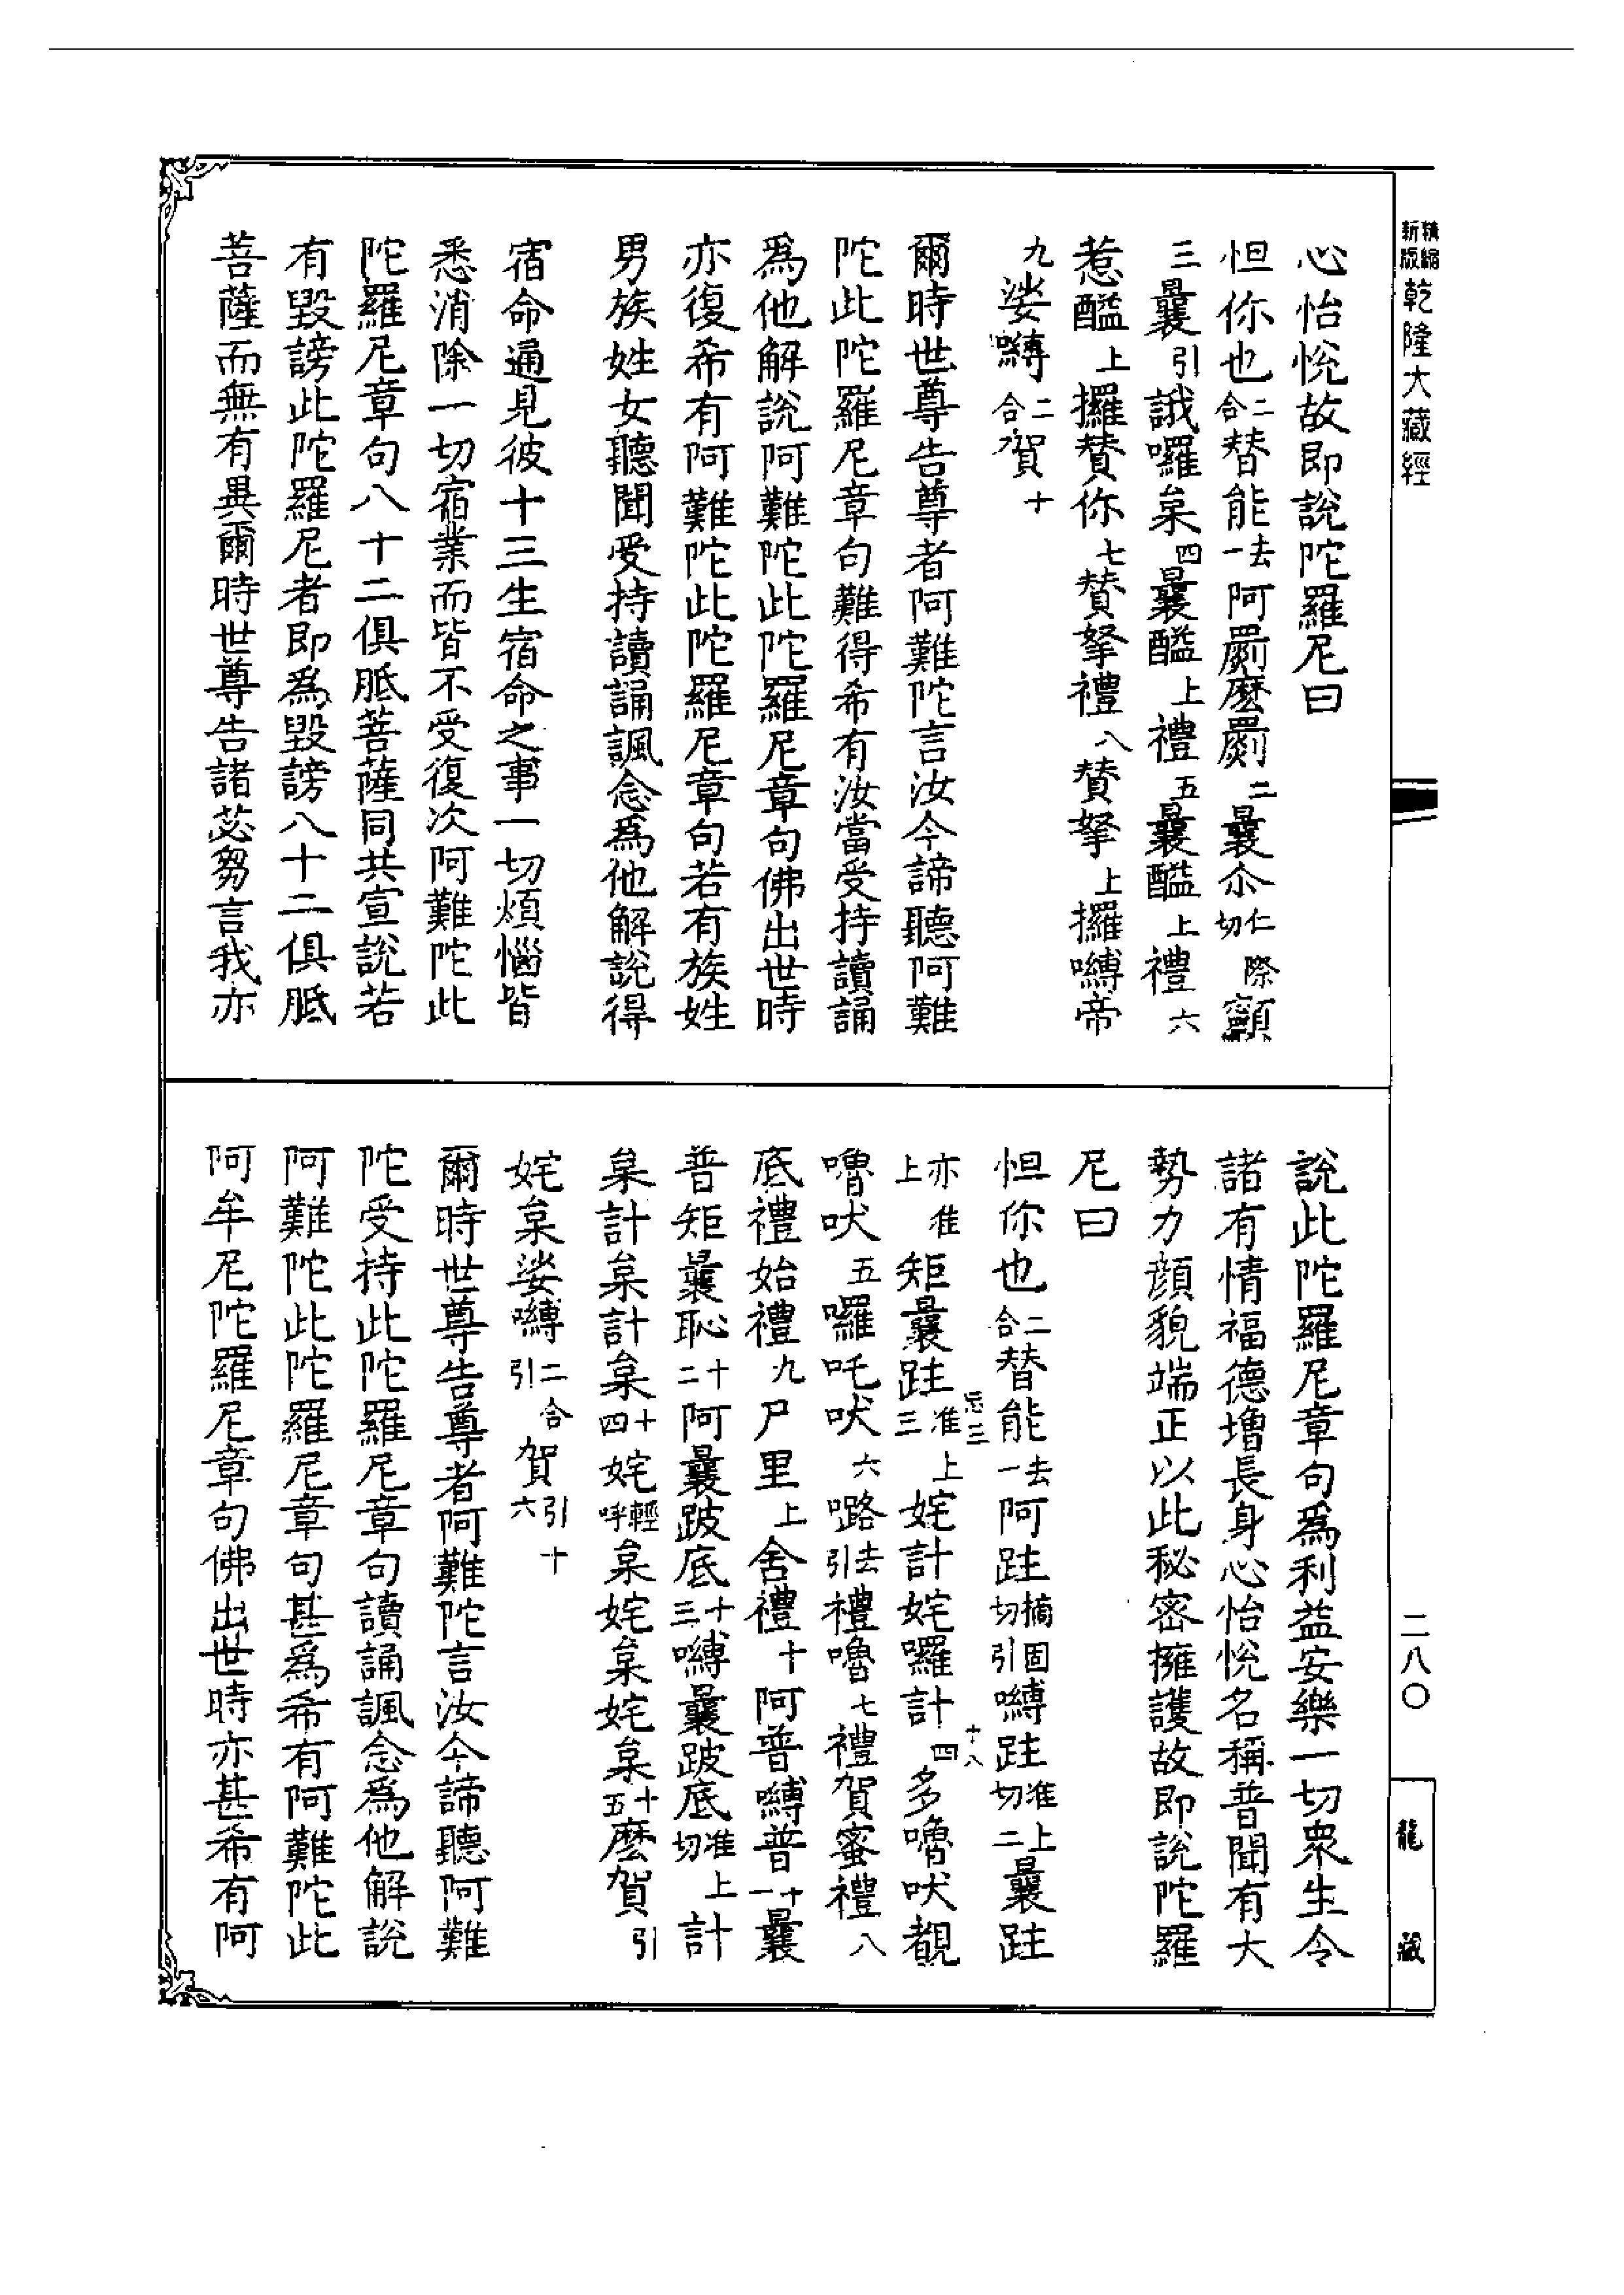 新版精縮乾隆大藏經
心怡悅故即說陀羅尼曰
怛你也二合替能去一阿罽麽罽二曩尒仁際切
三曩引誐囉枲四曩醯上禮五曩醯上禮六
惹醯上攞賛你七賛拏禮八賛拏上攞嚩帝
九娑嚩二合賀十
爾時世尊告尊者阿難陀言汝今諦聽阿難
陀此陀羅尼章句難得希有汝當受持讀誦
爲他解說阿難陀此陀羅尼章句佛出世時
亦復希有阿難陀此陀羅尼章句若有族姓
男族姓女聽聞受持讀誦諷念爲他解說得
宿命通見彼十三生宿命之事一切煩惱皆
悉消除一切宿業而皆不受復次阿難陀此
陀羅尼章句八十二俱胝菩薩同共宣說若
有毀謗此陀羅尼者即爲毀謗八十二俱胝
菩薩而無有異爾時世尊告諸苾芻言我亦
說此陀羅尼章句爲利益安樂一切衆生令
諸有情福德增長身心怡悅名稱普聞有大
勢力顏貌端正以此秘密擁護故即說陀羅
尼曰
怛你也二合替能去一阿跓摘固切引嚩跓准上切二曩跓
亦准上矩曩跓准上三姹計姹囉計四多嚕吠覩
嚕吠五囉吒吠六㗚去引禮嚕七禮賀蜜禮八
底禮始禮九尸里上舍禮十阿普嚩普十一曩
普矩曩恥十二阿曩跛底十三嚩曩跛底准上切計
枲計枲計枲十四姹輕呼枲姹枲姹枲十五麽賀引
姹枲娑嚩二合引賀引十六
爾時世尊告尊者阿難陀言汝今諦聽阿難
陀受持此陀羅尼章句讀誦諷念爲他解說
阿難陀此陀羅尼章句甚爲希有阿難陀此
阿牟尼陀羅尼章句佛出世時亦甚希有阿
忘三
十八
二八〇
龍藏